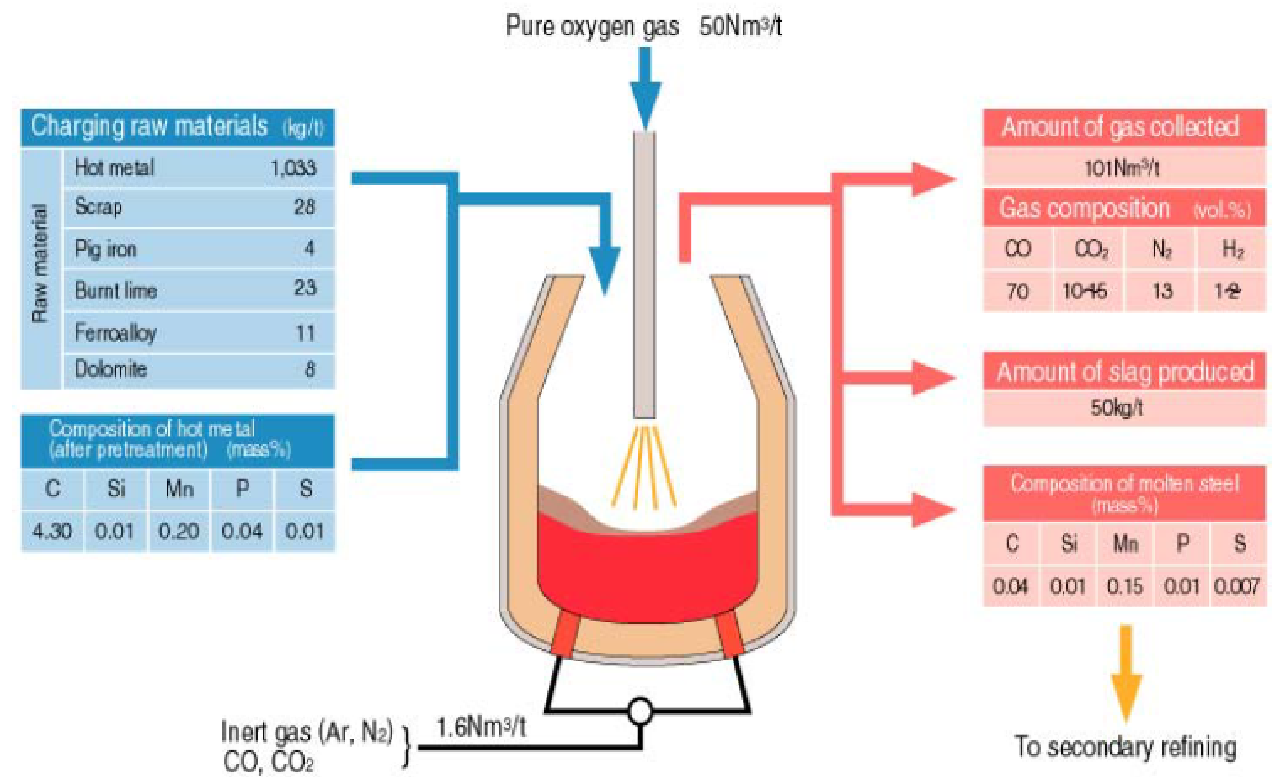 Pure oxygen gas 50Nm³/t
Charging raw materials (kg/t)
Raw material
Hot metal 1,033
Scrap 28
Pig iron 4
Burnt lime 23
Ferroalloy 11
Dolomite 8
Composition of hot metal
(after pretreatment) (mass%)
C Si Mn P S
4.30 0.01 0.20 0.04 0.01
Inert gas (Ar, N₂)
CO, CO₂
1.6Nm³/t
Amount of gas collected
101Nm³/t
Gas composition (vol.%)
CO CO₂ N₂ H₂
70 10-15 13 1-2
Amount of slag produced
50kg/t
Composition of molten steel
(mass%)
C Si Mn P S
0.04 0.01 0.15 0.01 0.007
To secondary refining